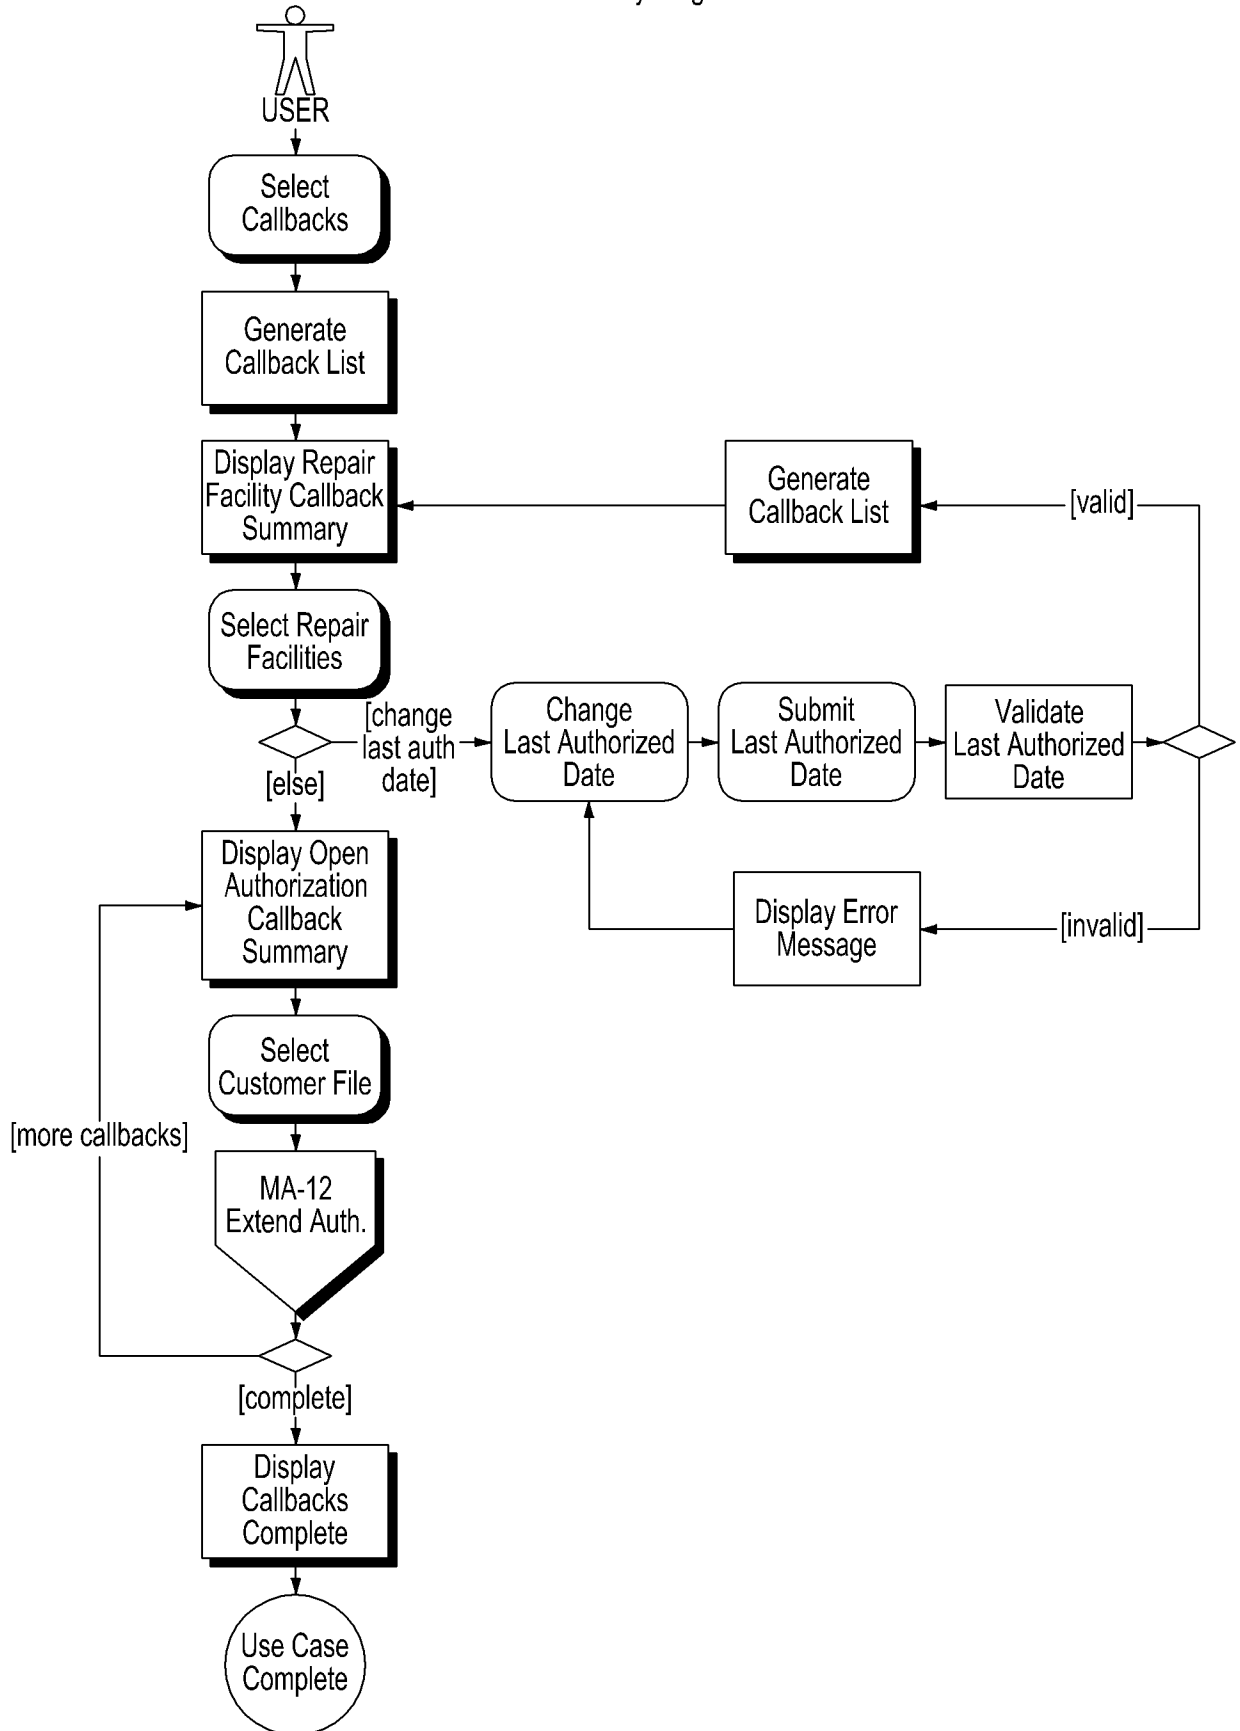 USER
Select
Callbacks
Generate
Callback List
Display Repair
Facility Callback
Summary
Generate
Callback List
[valid]
Select Repair
Facilities
[change
last auth
date]
Change
Last Authorized
Date
Submit
Last Authorized
Date
Validate
Last Authorized
Date
[else]
Display Open
Authorization
Callback
Summary
Display Error
Message
[invalid]
Select
Customer File
[more callbacks]
MA-12
Extend Auth.
[complete]
Display
Callbacks
Complete
Use Case
Complete